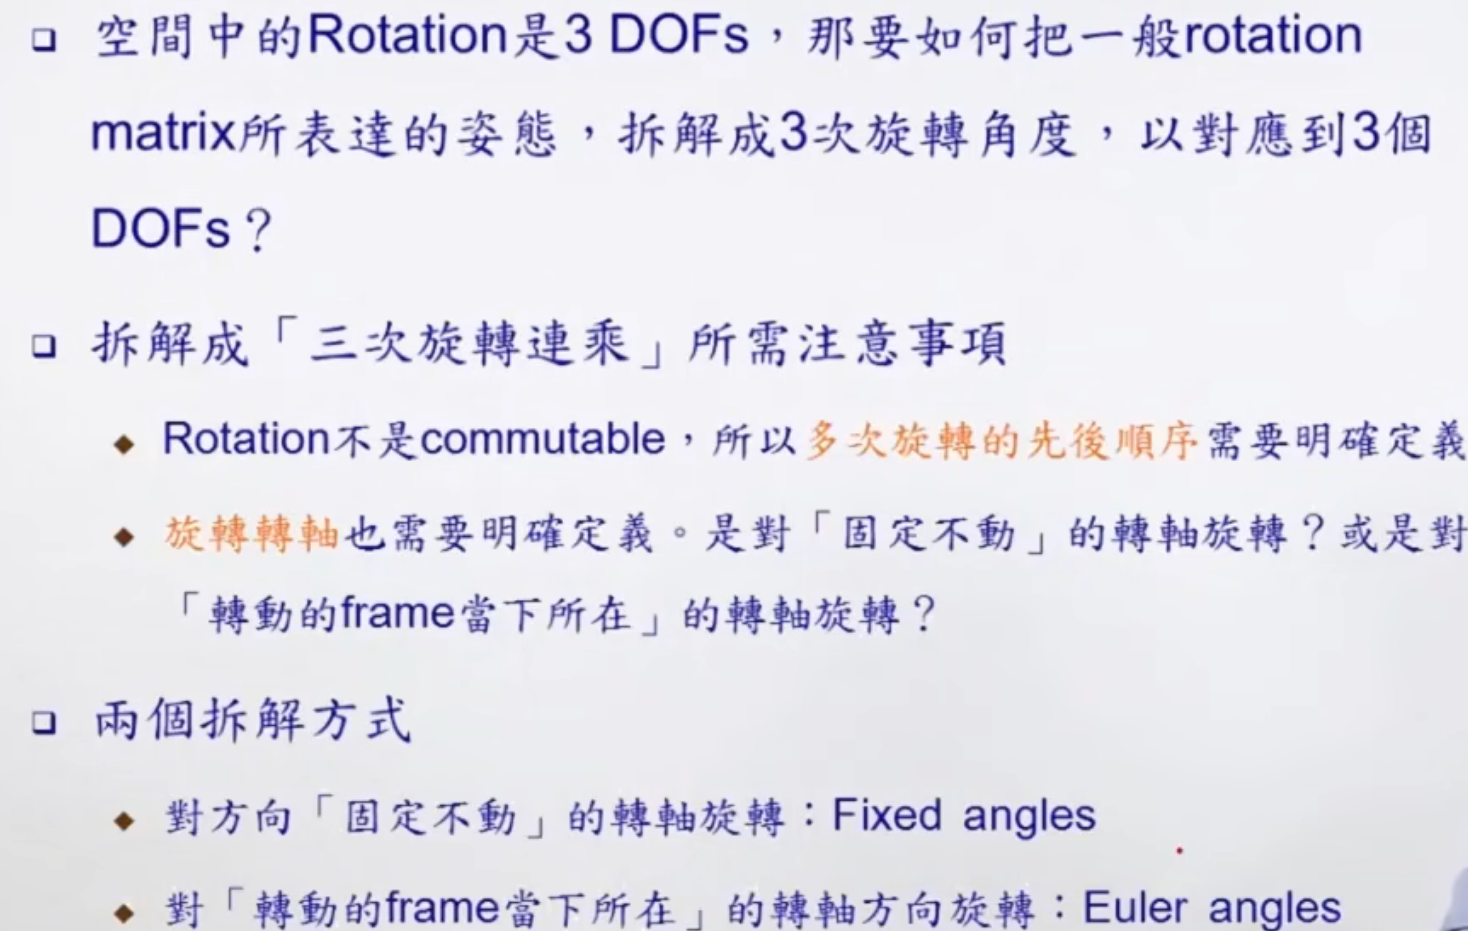 空間中的Rotation是3 DOFs，那要如何把一般rotation
matrix所表達的姿態，拆解成3次旋轉角度，以對應到3個
DOFs？
拆解成「三次旋轉連乘」所需注意事項
Rotation不是commutable，所以多次旋轉的先後順序需要明確定義
旋轉轉軸也需要明確定義。是對「固定不動」的轉軸旋轉？或是對
「轉動的frame當下所在」的轉軸旋轉？
兩個拆解方式
對方向「固定不動」的轉軸旋轉：Fixed angles
對「轉動的frame當下所在」的轉軸方向旋轉：Euler angles